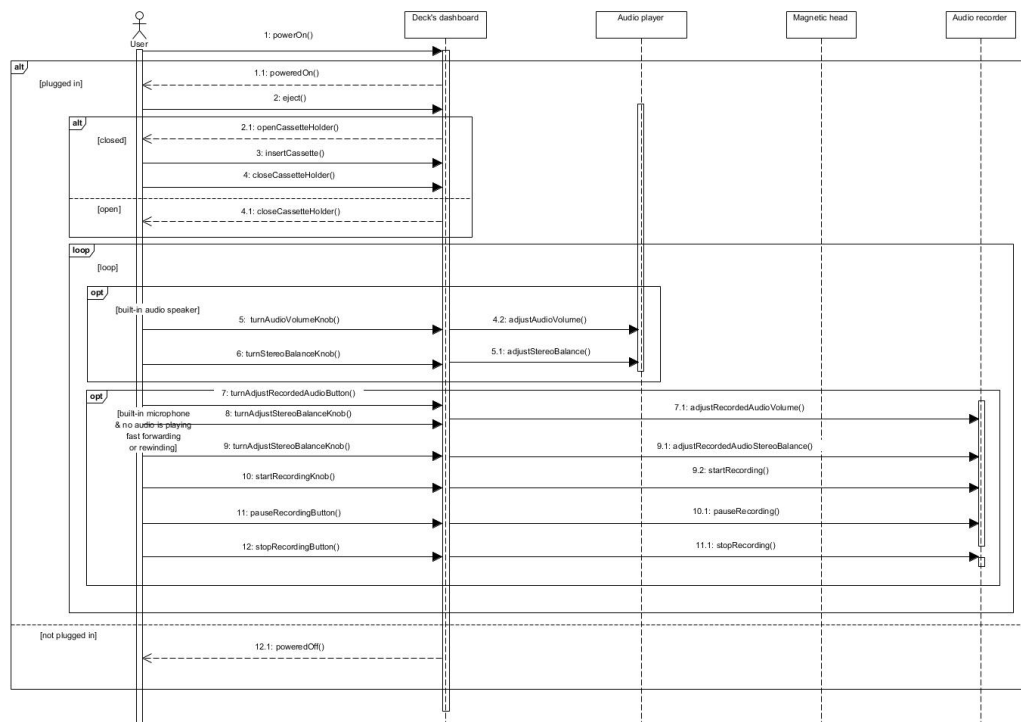 User
Deck's dashboard
Audio player
Magnetic head
Audio recorder
1: powerOn()
alt
[plugged in]
1.1: poweredOn()
2: eject()
alt
[closed]
2.1: openCassetteHolder()
3: insertCassette()
4: closeCassetteHolder()
[open]
4.1: closeCassetteHolder()
loop
[loop]
opt
[built-in audio speaker]
5: turnAudioVolumeKnob()
4.2: adjustAudioVolume()
6: turnStereoBalanceKnob()
5.1: adjustStereoBalance()
opt
7: turnAdjustRecordedAudioButton()
[built-in microphone
& no audio is playing
fast forwarding
or rewinding]
8: turnAdjustStereoBalanceKnob()
7.1: adjustRecordedAudioVolume()
9: turnAdjustStereoBalanceKnob()
9.1: adjustRecordedAudioStereoBalance()
10: startRecordingKnob()
9.2: startRecording()
11: pauseRecordingButton()
10.1: pauseRecording()
12: stopRecordingButton()
11.1: stopRecording()
[not plugged in]
12.1: poweredOff()